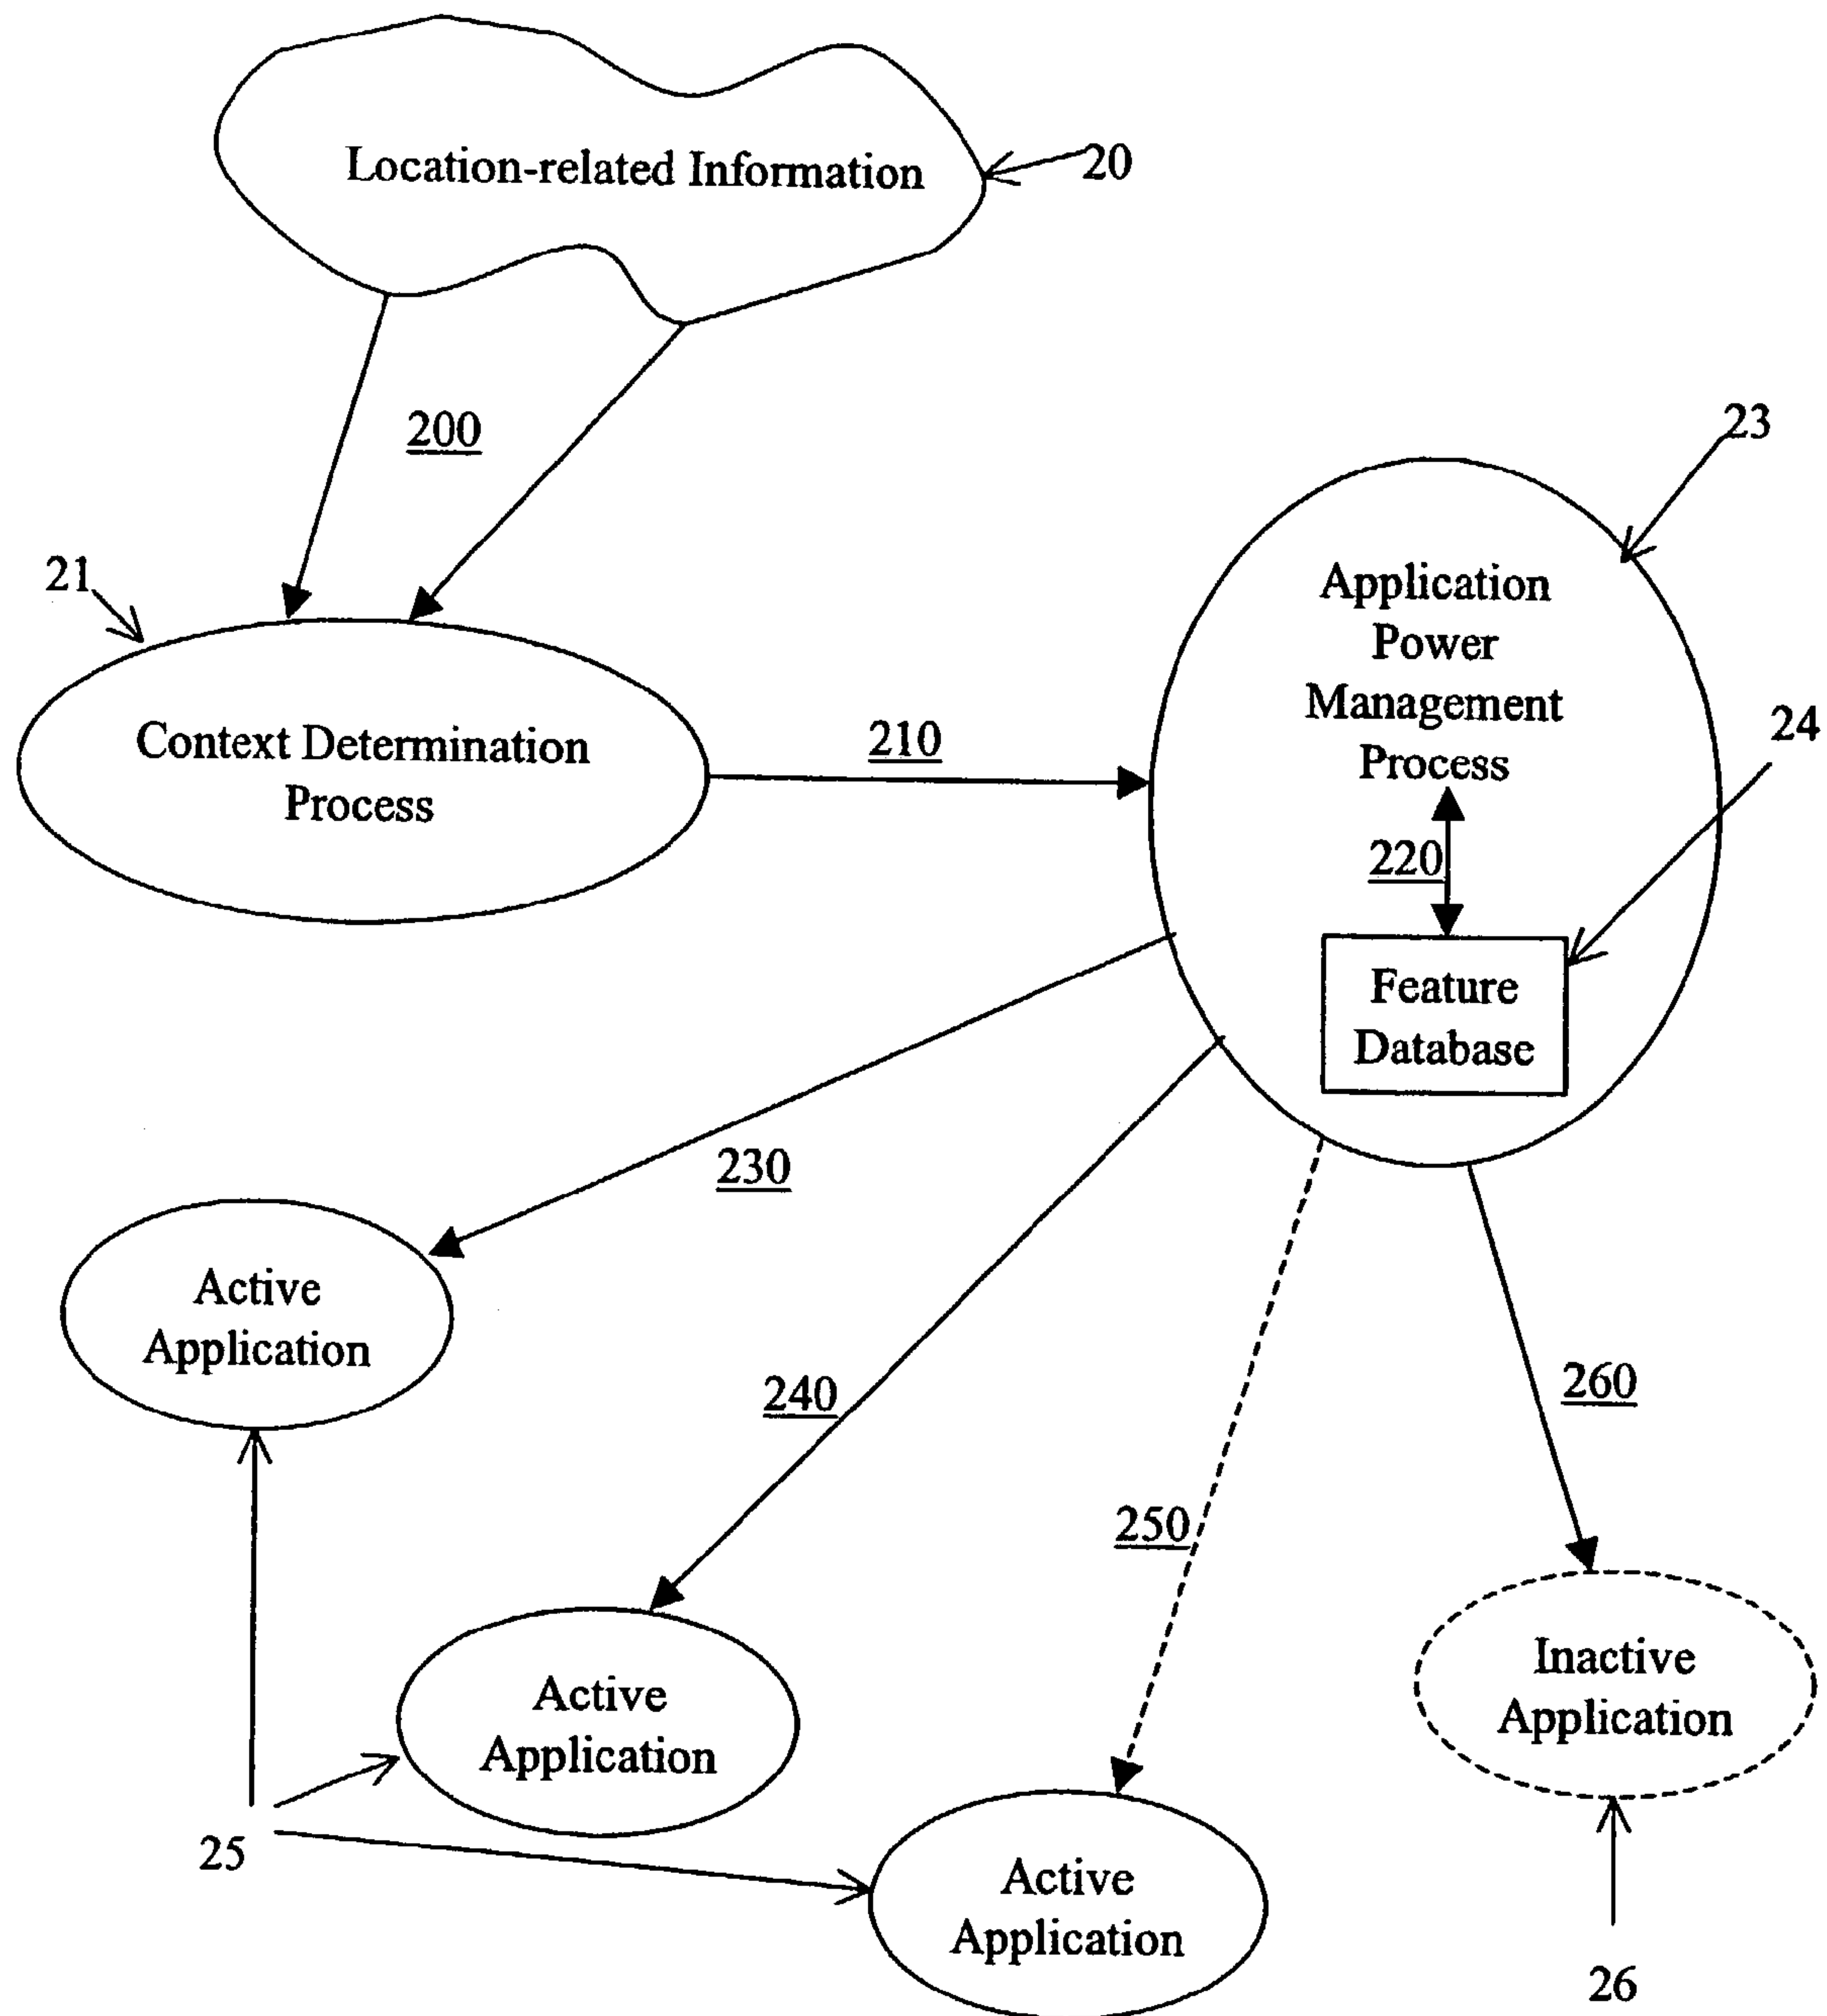 Location-related Information
20
200
23
21
Application
Power
Management
Process
24
Context Determination
Process
210
220
Feature
Database
230
Active
Application
240
260
250
Inactive
Application
Active
Application
25
Active
Application
26